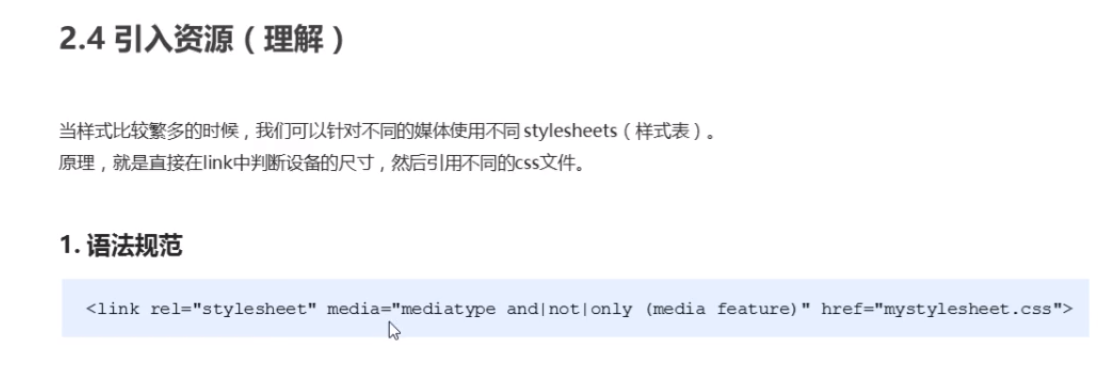 2.4 引入资源（理解）
当样式比较繁多的时候，我们可以针对不同的媒体使用不同 stylesheets（样式表）。
原理，就是直接在link中判断设备的尺寸，然后引用不同的css文件。
1. 语法规范
<link rel="stylesheet" media="mediatype and|not|only (media feature)" href="mystylesheet.css">